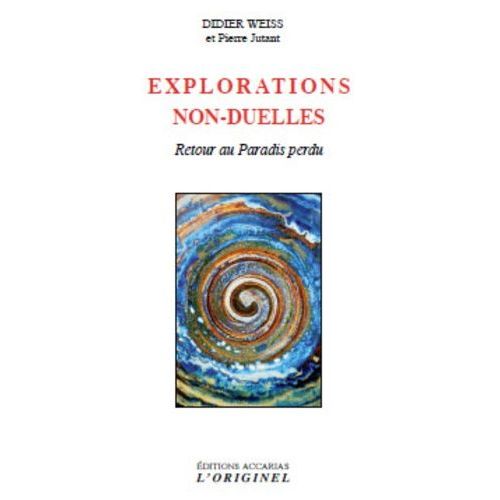 DIDIER WEISS
et Pierre Jutant
EXPLORATIONS
NON-DUELLES
Retour au Paradis perdu
ÉDITIONS ACCARIAS
L'ORIGINEL